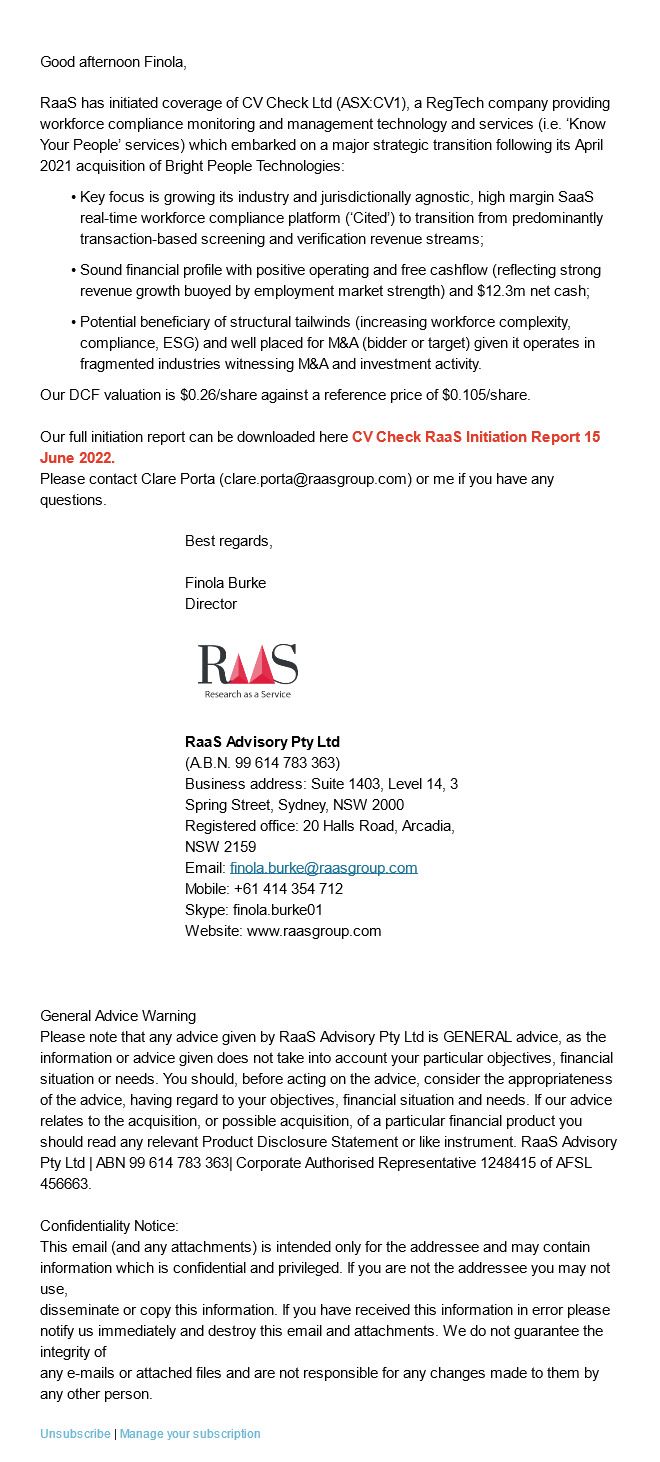 Good afternoon Finola,
RaaS has initiated coverage of CV Check Ltd (ASX:CV1), a RegTech company providing
workforce compliance monitoring and management technology and services (i.e. ‘Know
Your People’ services) which embarked on a major strategic transition following its April
2021 acquisition of Bright People Technologies:
• Key focus is growing its industry and jurisdictionally agnostic, high margin SaaS
real-time workforce compliance platform (‘Cited’) to transition from predominantly
transaction-based screening and verification revenue streams;
• Sound financial profile with positive operating and free cashflow (reflecting strong
revenue growth buoyed by employment market strength) and $12.3m net cash;
• Potential beneficiary of structural tailwinds (increasing workforce complexity,
compliance, ESG) and well placed for M&A (bidder or target) given it operates in
fragmented industries witnessing M&A and investment activity.
Our DCF valuation is $0.26/share against a reference price of $0.105/share.
Our full initiation report can be downloaded here CV Check RaaS Initiation Report 15
June 2022.
Please contact Clare Porta (clare.porta@raasgroup.com) or me if you have any
questions.
Best regards,
Finola Burke
Director
RAAS
Research as a Service
RaaS Advisory Pty Ltd
(A.B.N. 99 614 783 363)
Business address: Suite 1403, Level 14, 3
Spring Street, Sydney, NSW 2000
Registered office: 20 Halls Road, Arcadia,
NSW 2159
Email: finola.burke@raasgroup.com
Mobile: +61 414 354 712
Skype: finola.burke01
Website: www.raasgroup.com
General Advice Warning
Please note that any advice given by RaaS Advisory Pty Ltd is GENERAL advice, as the
information or advice given does not take into account your particular objectives, financial
situation or needs. You should, before acting on the advice, consider the appropriateness
of the advice, having regard to your objectives, financial situation and needs. If our advice
relates to the acquisition, or possible acquisition, of a particular financial product you
should read any relevant Product Disclosure Statement or like instrument. RaaS Advisory
Pty Ltd | ABN 99 614 783 363| Corporate Authorised Representative 1248415 of AFSL
456663.
Confidentiality Notice:
This email (and any attachments) is intended only for the addressee and may contain
information which is confidential and privileged. If you are not the addressee you may not
use,
disseminate or copy this information. If you have received this information in error please
notify us immediately and destroy this email and attachments. We do not guarantee the
integrity of
any e-mails or attached files and are not responsible for any changes made to them by
any other person.
Unsubscribe | Manage your subscription